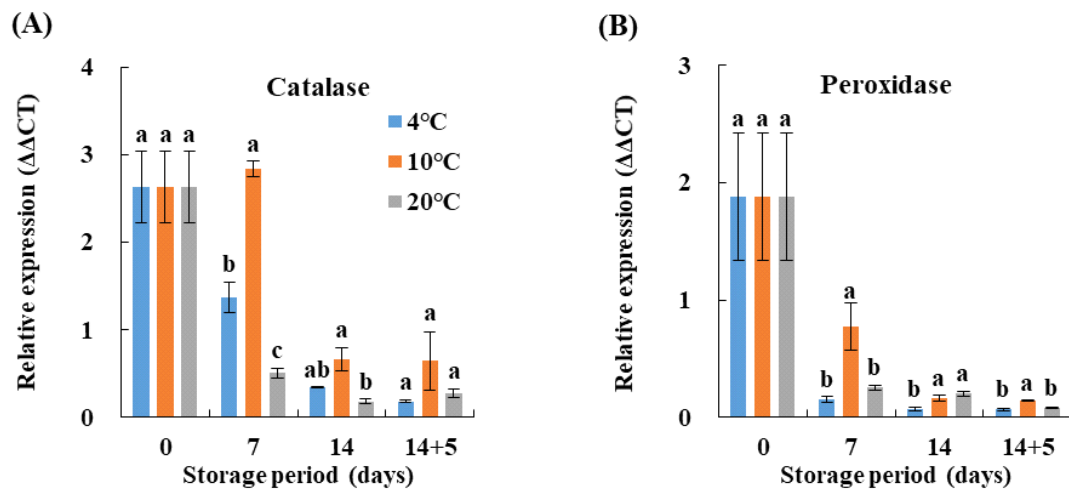 (A)
Relative expression (ΔΔCT)
4
3
2
1
0
Catalase
4°C
10°C
20°C
a a a
b a c
ab a b
a a a
0 7 14 14+5
Storage period (days)
(B)
Relative expression (ΔΔCT)
3
2
1
0
Peroxidase
a a a
b a b
b a a
b a b
0 7 14 14+5
Storage period (days)